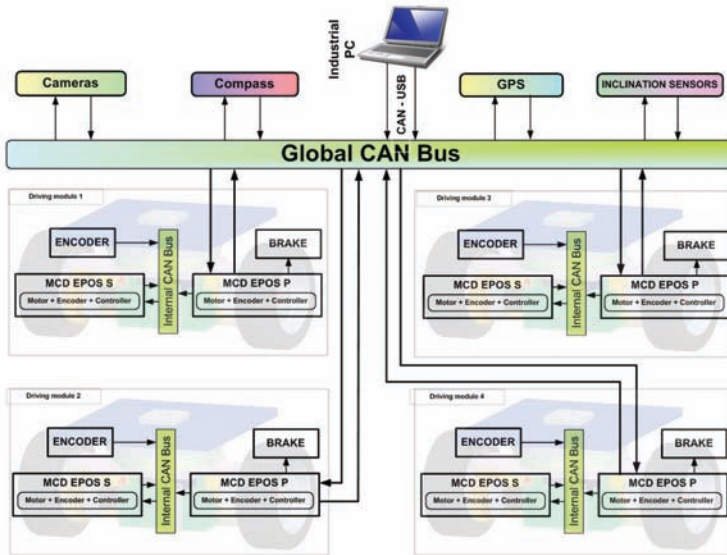 Industrial
PC
CAN - USB
Cameras
Compass
GPS
INCLINATION SENSORS
Global CAN Bus
Driving module 1
ENCODER
BRAKE
Internal CAN Bus
MCD EPOS S
Motor + Encoder + Controller
MCD EPOS P
Motor + Encoder + Controller
Driving module 3
ENCODER
BRAKE
Internal CAN Bus
MCD EPOS S
Motor + Encoder + Controller
MCD EPOS P
Motor + Encoder + Controller
Driving module 2
ENCODER
BRAKE
Internal CAN Bus
MCD EPOS S
Motor + Encoder + Controller
MCD EPOS P
Motor + Encoder + Controller
Driving module 4
ENCODER
BRAKE
Internal CAN Bus
MCD EPOS S
Motor + Encoder + Controller
MCD EPOS P
Motor + Encoder + Controller